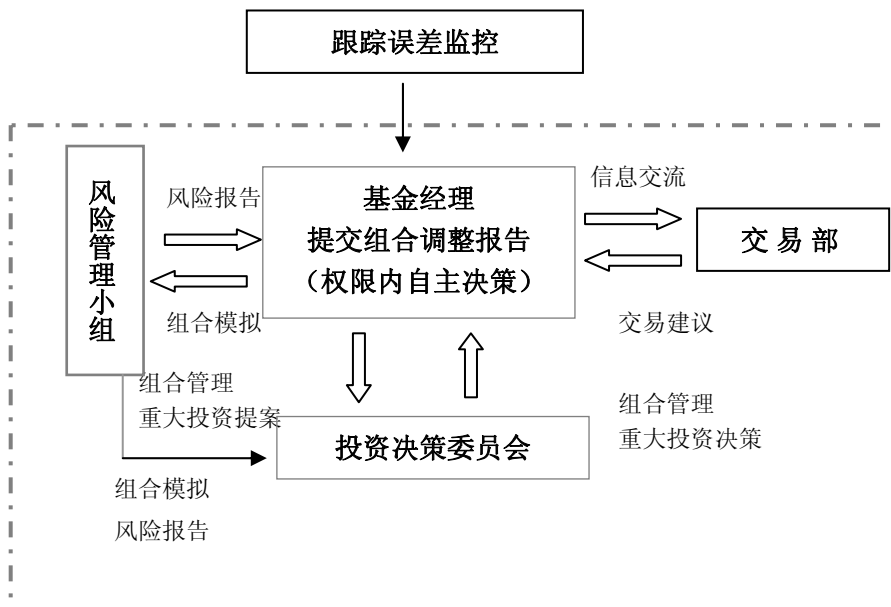 跟踪误差监控
风险管理小组
风险报告
基金经理
提交组合调整报告
（权限内自主决策）
信息交流
交 易 部
组合模拟
交易建议
组合管理
重大投资提案
投资决策委员会
组合管理
重大投资决策
组合模拟
风险报告